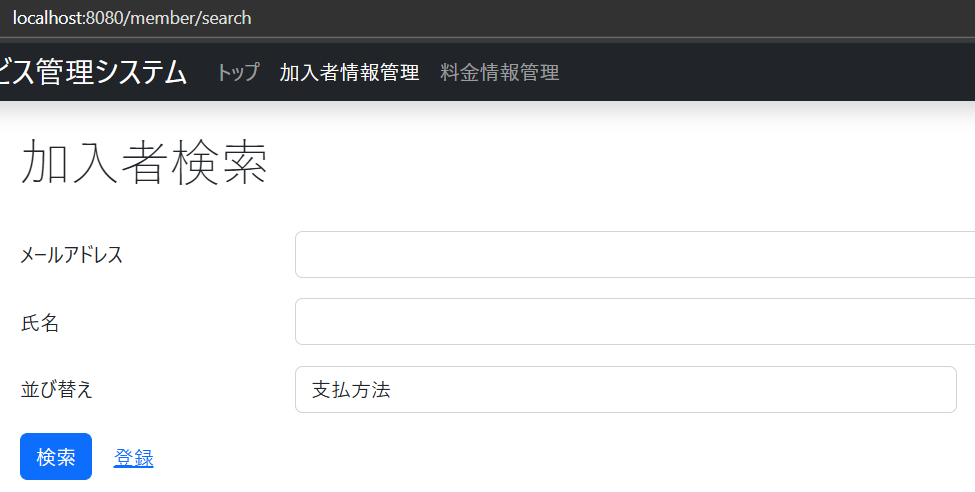 localhost:8080/member/search
ビス管理システム トップ 加入者情報管理 料金情報管理
加入者検索
メールアドレス
氏名
並び替え 支払方法
検索 登録